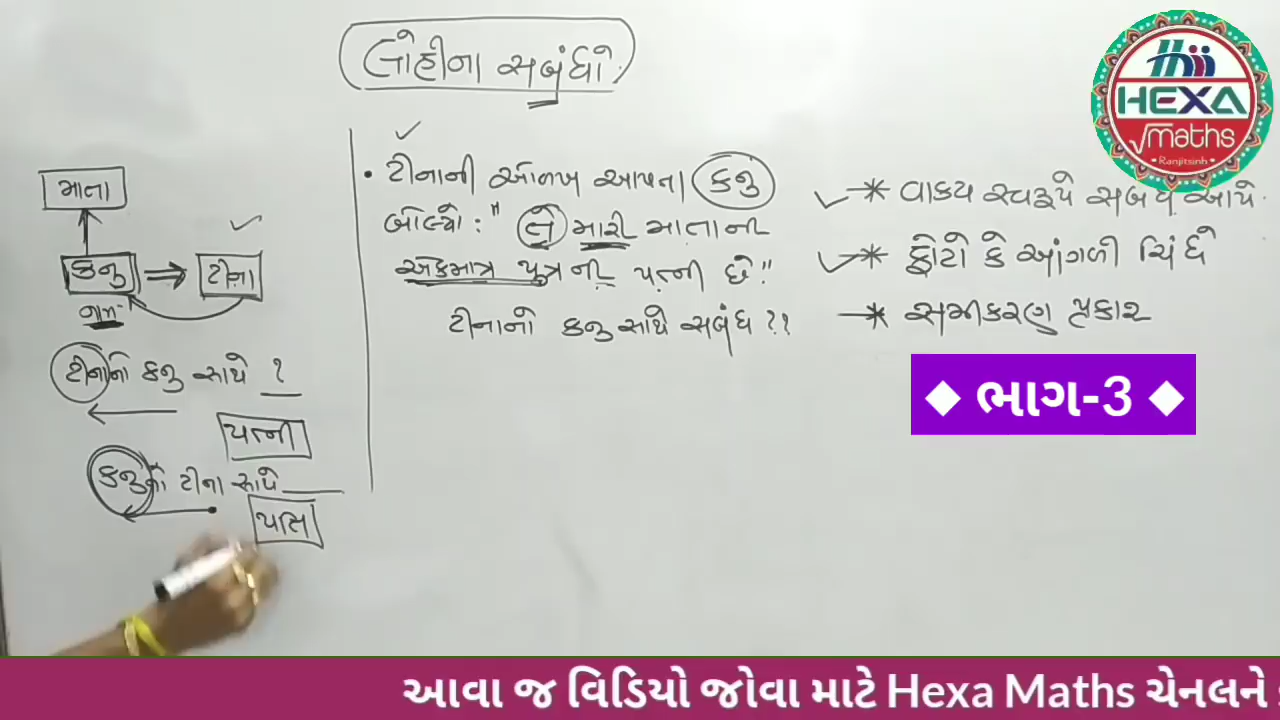 લોહીના સબંધો
માતા
કનુ
ટીના
નામ
ટીનાનો કનુ સાથે ?
પત્ની
કનુનો ટીના સાથે
પતિ
• ટીનાની ઓળખ આપતા કનુ
બોલ્યો: "તે મારી માતાની
એકમાત્ર પુત્રની પત્ની છે"
ટીનાનો કનુ સાથે સબંધ ??
* વાક્ય સ્વરૂપે સબંધ આપે
* ફોટો કે આંગળી ચિંધે
* સમીકરણ પ્રકાર
HEXA
maths
Ranjitsinh
ભાગ-3
આવા જ વિડિયો જોવા માટે Hexa Maths ચેનલને